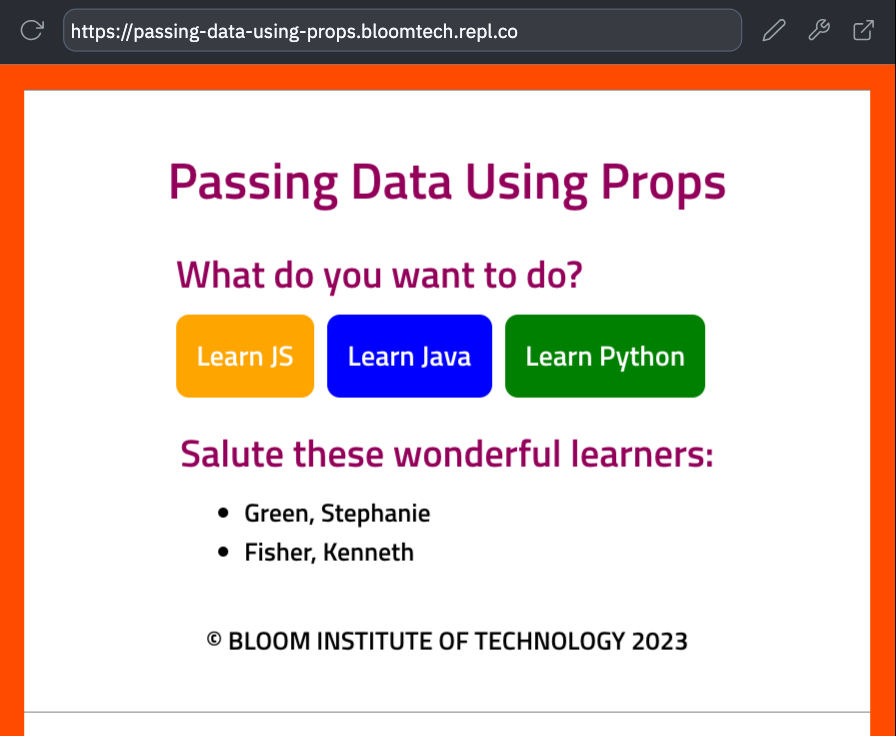 https://passing-data-using-props.bloomtech.repl.co
Passing Data Using Props
What do you want to do?
Learn JS Learn Java Learn Python
Salute these wonderful learners:
Green, Stephanie
Fisher, Kenneth
© BLOOM INSTITUTE OF TECHNOLOGY 2023